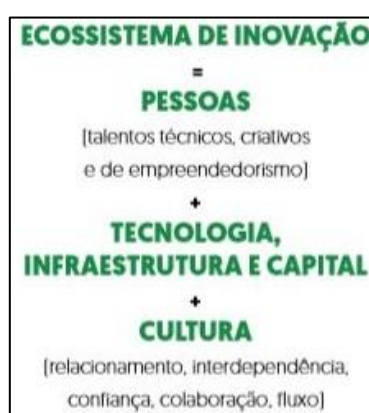 ECOSSISTEMA DE INOVAÇÃO
=
PESSOAS
[talentos técnicos, criativos
e de empreendedorismo]
+
TECNOLOGIA,
INFRAESTRUTURA E CAPITAL
+
CULTURA
[relacionamento, interdependência,
confiança, colaboração, fluxo]